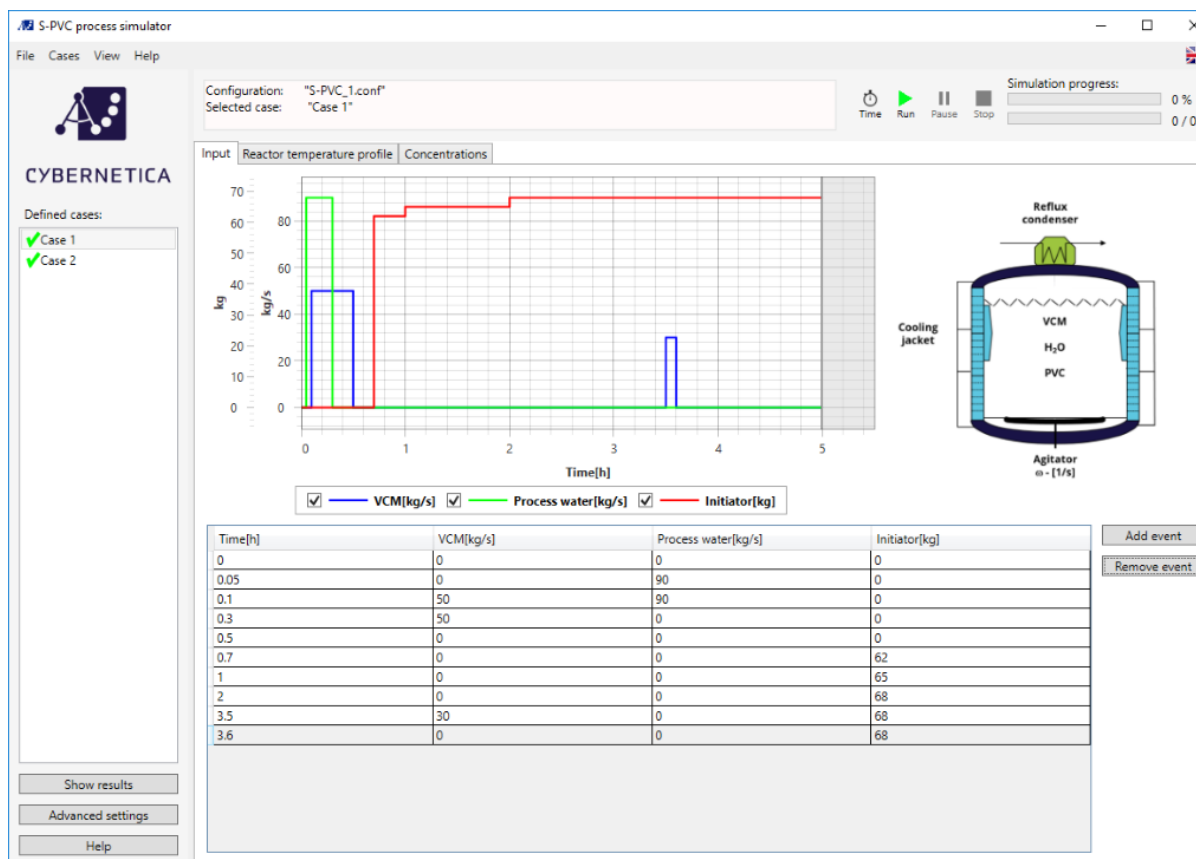 S-PVC process simulator
File Cases View Help
CYBERNETICA
Defined cases:
Case 1
Case 2
Show results
Advanced settings
Help
Configuration: "S-PVC_1.conf"
Selected case: "Case 1"
Time Run Pause Stop
Simulation progress:
0 %
0 / 0
Input Reactor temperature profile Concentrations
70
60
50
40
30
20
10
0
kg
80
60
40
20
0
kg/s
0 1 2 3 4 5
Time[h]
VCM[kg/s] Process water[kg/s] Initiator[kg]
Reflux
condenser
Cooling
jacket
VCM
H₂O
PVC
Agitator
ω - [1/s]
Time[h] VCM[kg/s] Process water[kg/s] Initiator[kg]
0 0 0 0
0.05 0 90 0
0.1 50 90 0
0.3 50 0 0
0.5 0 0 0
0.7 0 0 62
1 0 0 65
2 0 0 68
3.5 30 0 68
3.6 0 0 68
Add event
Remove event